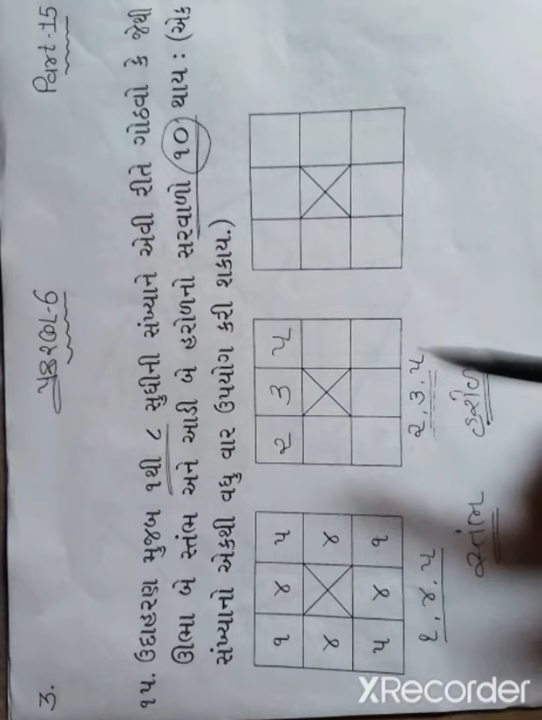 3. પ્રકરણ-6 Part-15
૧૫. ઉદાહરણ મુજબ ૧થી ૮ સુધીની સંખ્યાને એવી રીતે ગોઠવો કે જેથી
ઊભા બે સ્તંભ અને આડી બે હરોળનો સરવાળો ૧૦ થાય : (એક
સંખ્યાનો એકથી વધુ વાર ઉપયોગ કરી શકાય.)
૧ ૪ ૫ ૨ ૩ ૫
૪ ૪
૫ ૪ ૧
૧, ૪, ૫ ૨, ૩, ૫
સ્તંભ હરોળ
XRecorder